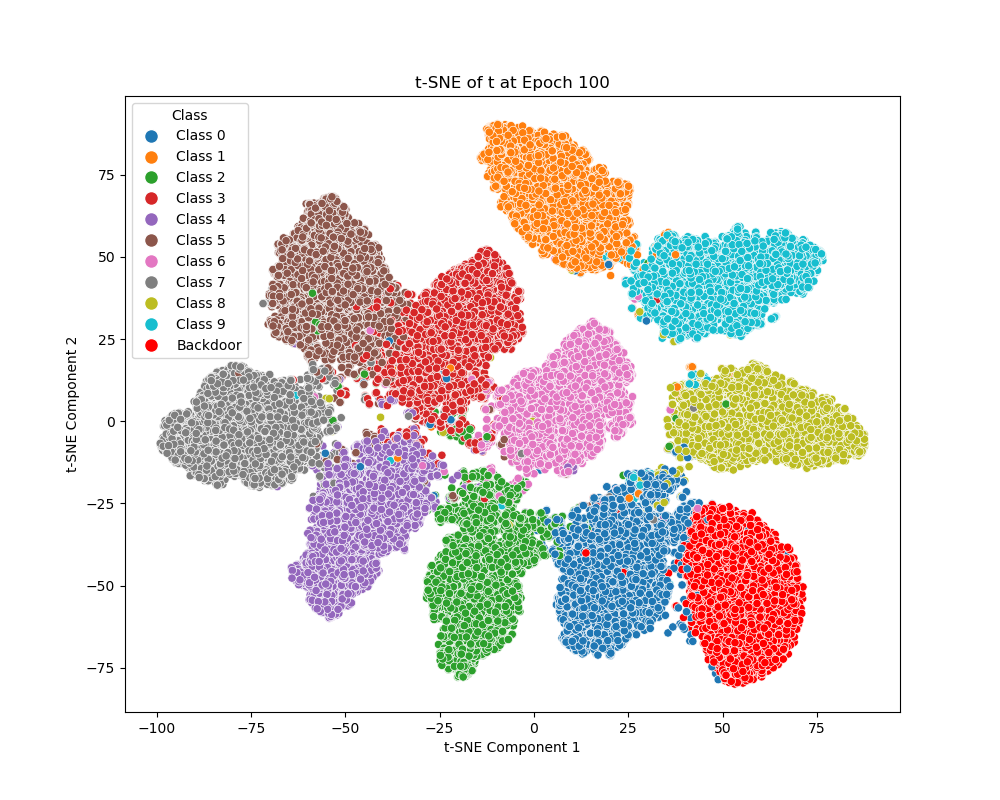 t-SNE of t at Epoch 100
Class
Class 0
Class 1
Class 2
Class 3
Class 4
Class 5
Class 6
Class 7
Class 8
Class 9
Backdoor
75
50
25
0
−25
−50
−75
t-SNE Component 2
−100 −75 −50 −25 0 25 50 75
t-SNE Component 1